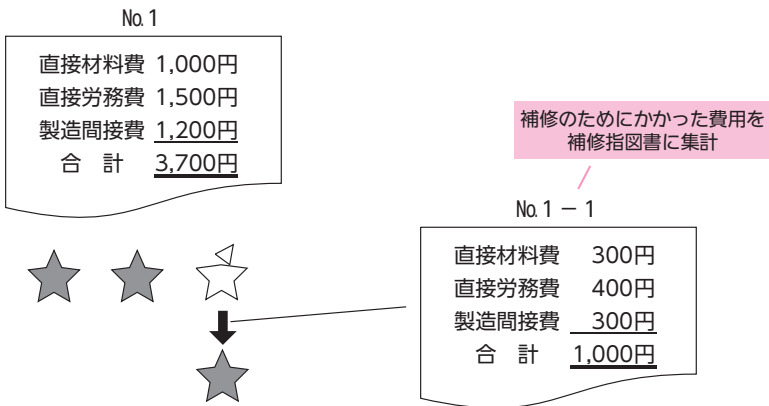 No.1
直接材料費 1,000円
直接労務費 1,500円
製造間接費 1,200円
合 計 3,700円
補修のためにかかった費用を
補修指図書に集計
No.1－1
直接材料費 300円
直接労務費 400円
製造間接費 300円
合 計 1,000円